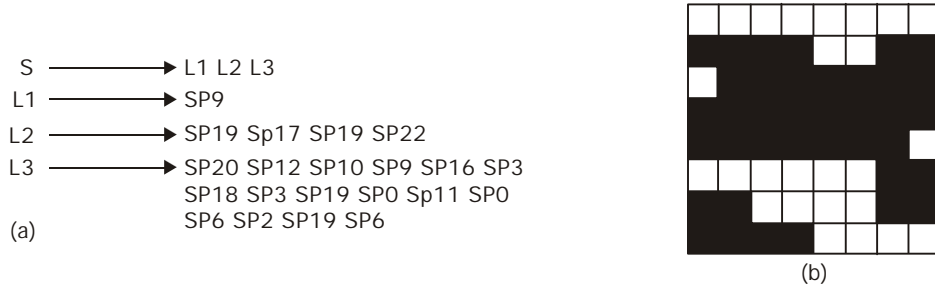 S L1 L2 L3
L1 SP9
L2 SP19 Sp17 SP19 SP22
L3 SP20 SP12 SP10 SP9 SP16 SP3
SP18 SP3 SP19 SP0 Sp11 SP0
SP6 SP2 SP19 SP6
(a)
(b)